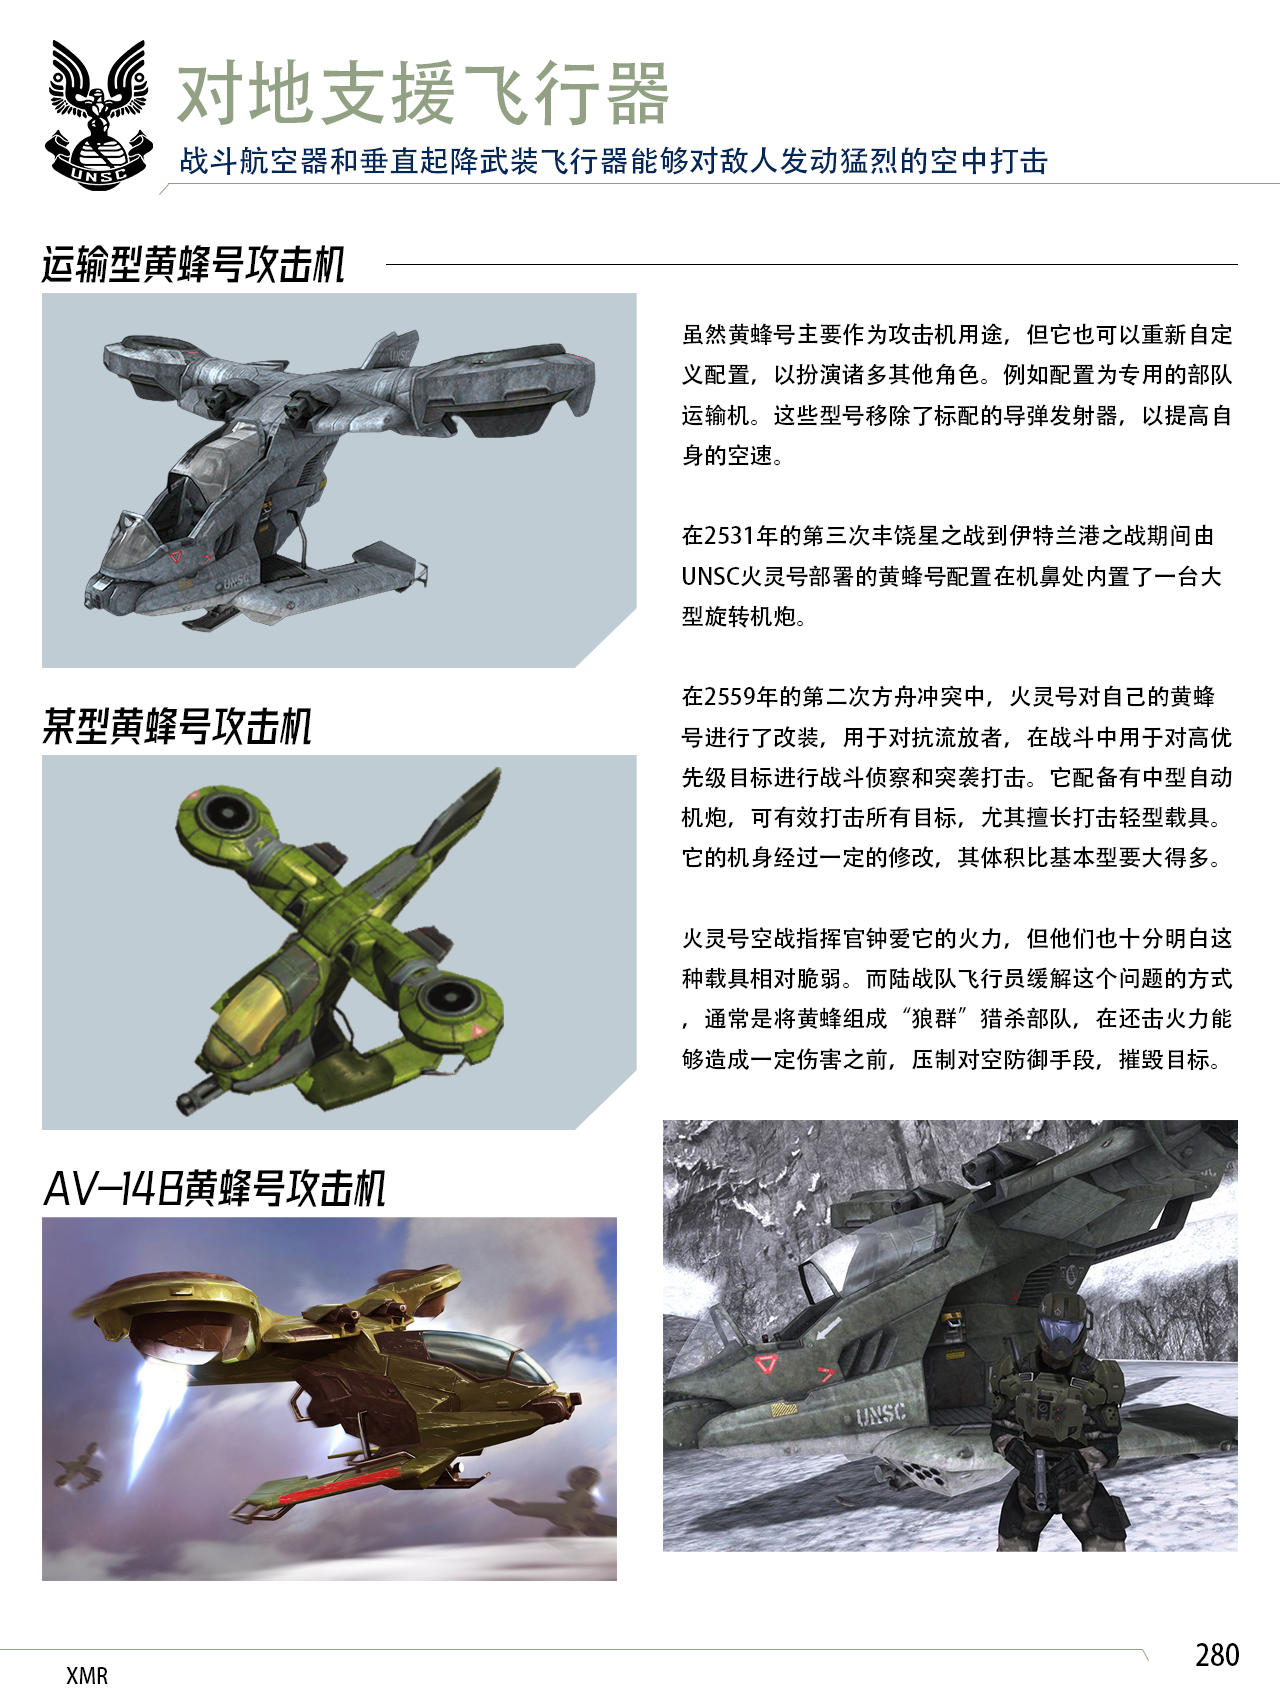 UNSC
对地支援飞行器
战斗航空器和垂直起降武装飞行器能够对敌人发动猛烈的空中打击
运输型黄蜂号攻击机
UNSC
UNSC
虽然黄蜂号主要作为攻击机用途，但它也可以重新自定
义配置，以扮演诸多其他角色。例如配置为专用的部队
运输机。这些型号移除了标配的导弹发射器，以提高自
身的空速。
在2531年的第三次丰饶星之战到伊特兰港之战期间由
UNSC火灵号部署的黄蜂号配置在机鼻处内置了一台大
型旋转机炮。
某型黄蜂号攻击机
在2559年的第二次方舟冲突中，火灵号对自己的黄蜂
号进行了改装，用于对抗流放者，在战斗中用于对高优
先级目标进行战斗侦察和突袭打击。它配备有中型自动
机炮，可有效打击所有目标，尤其擅长打击轻型载具。
它的机身经过一定的修改，其体积比基本型要大得多。
火灵号空战指挥官钟爱它的火力，但他们也十分明白这
种载具相对脆弱。而陆战队飞行员缓解这个问题的方式
，通常是将黄蜂组成“狼群”猎杀部队，在还击火力能
够造成一定伤害之前，压制对空防御手段，摧毁目标。
AV-14B黄蜂号攻击机
UNSC
XMR
280